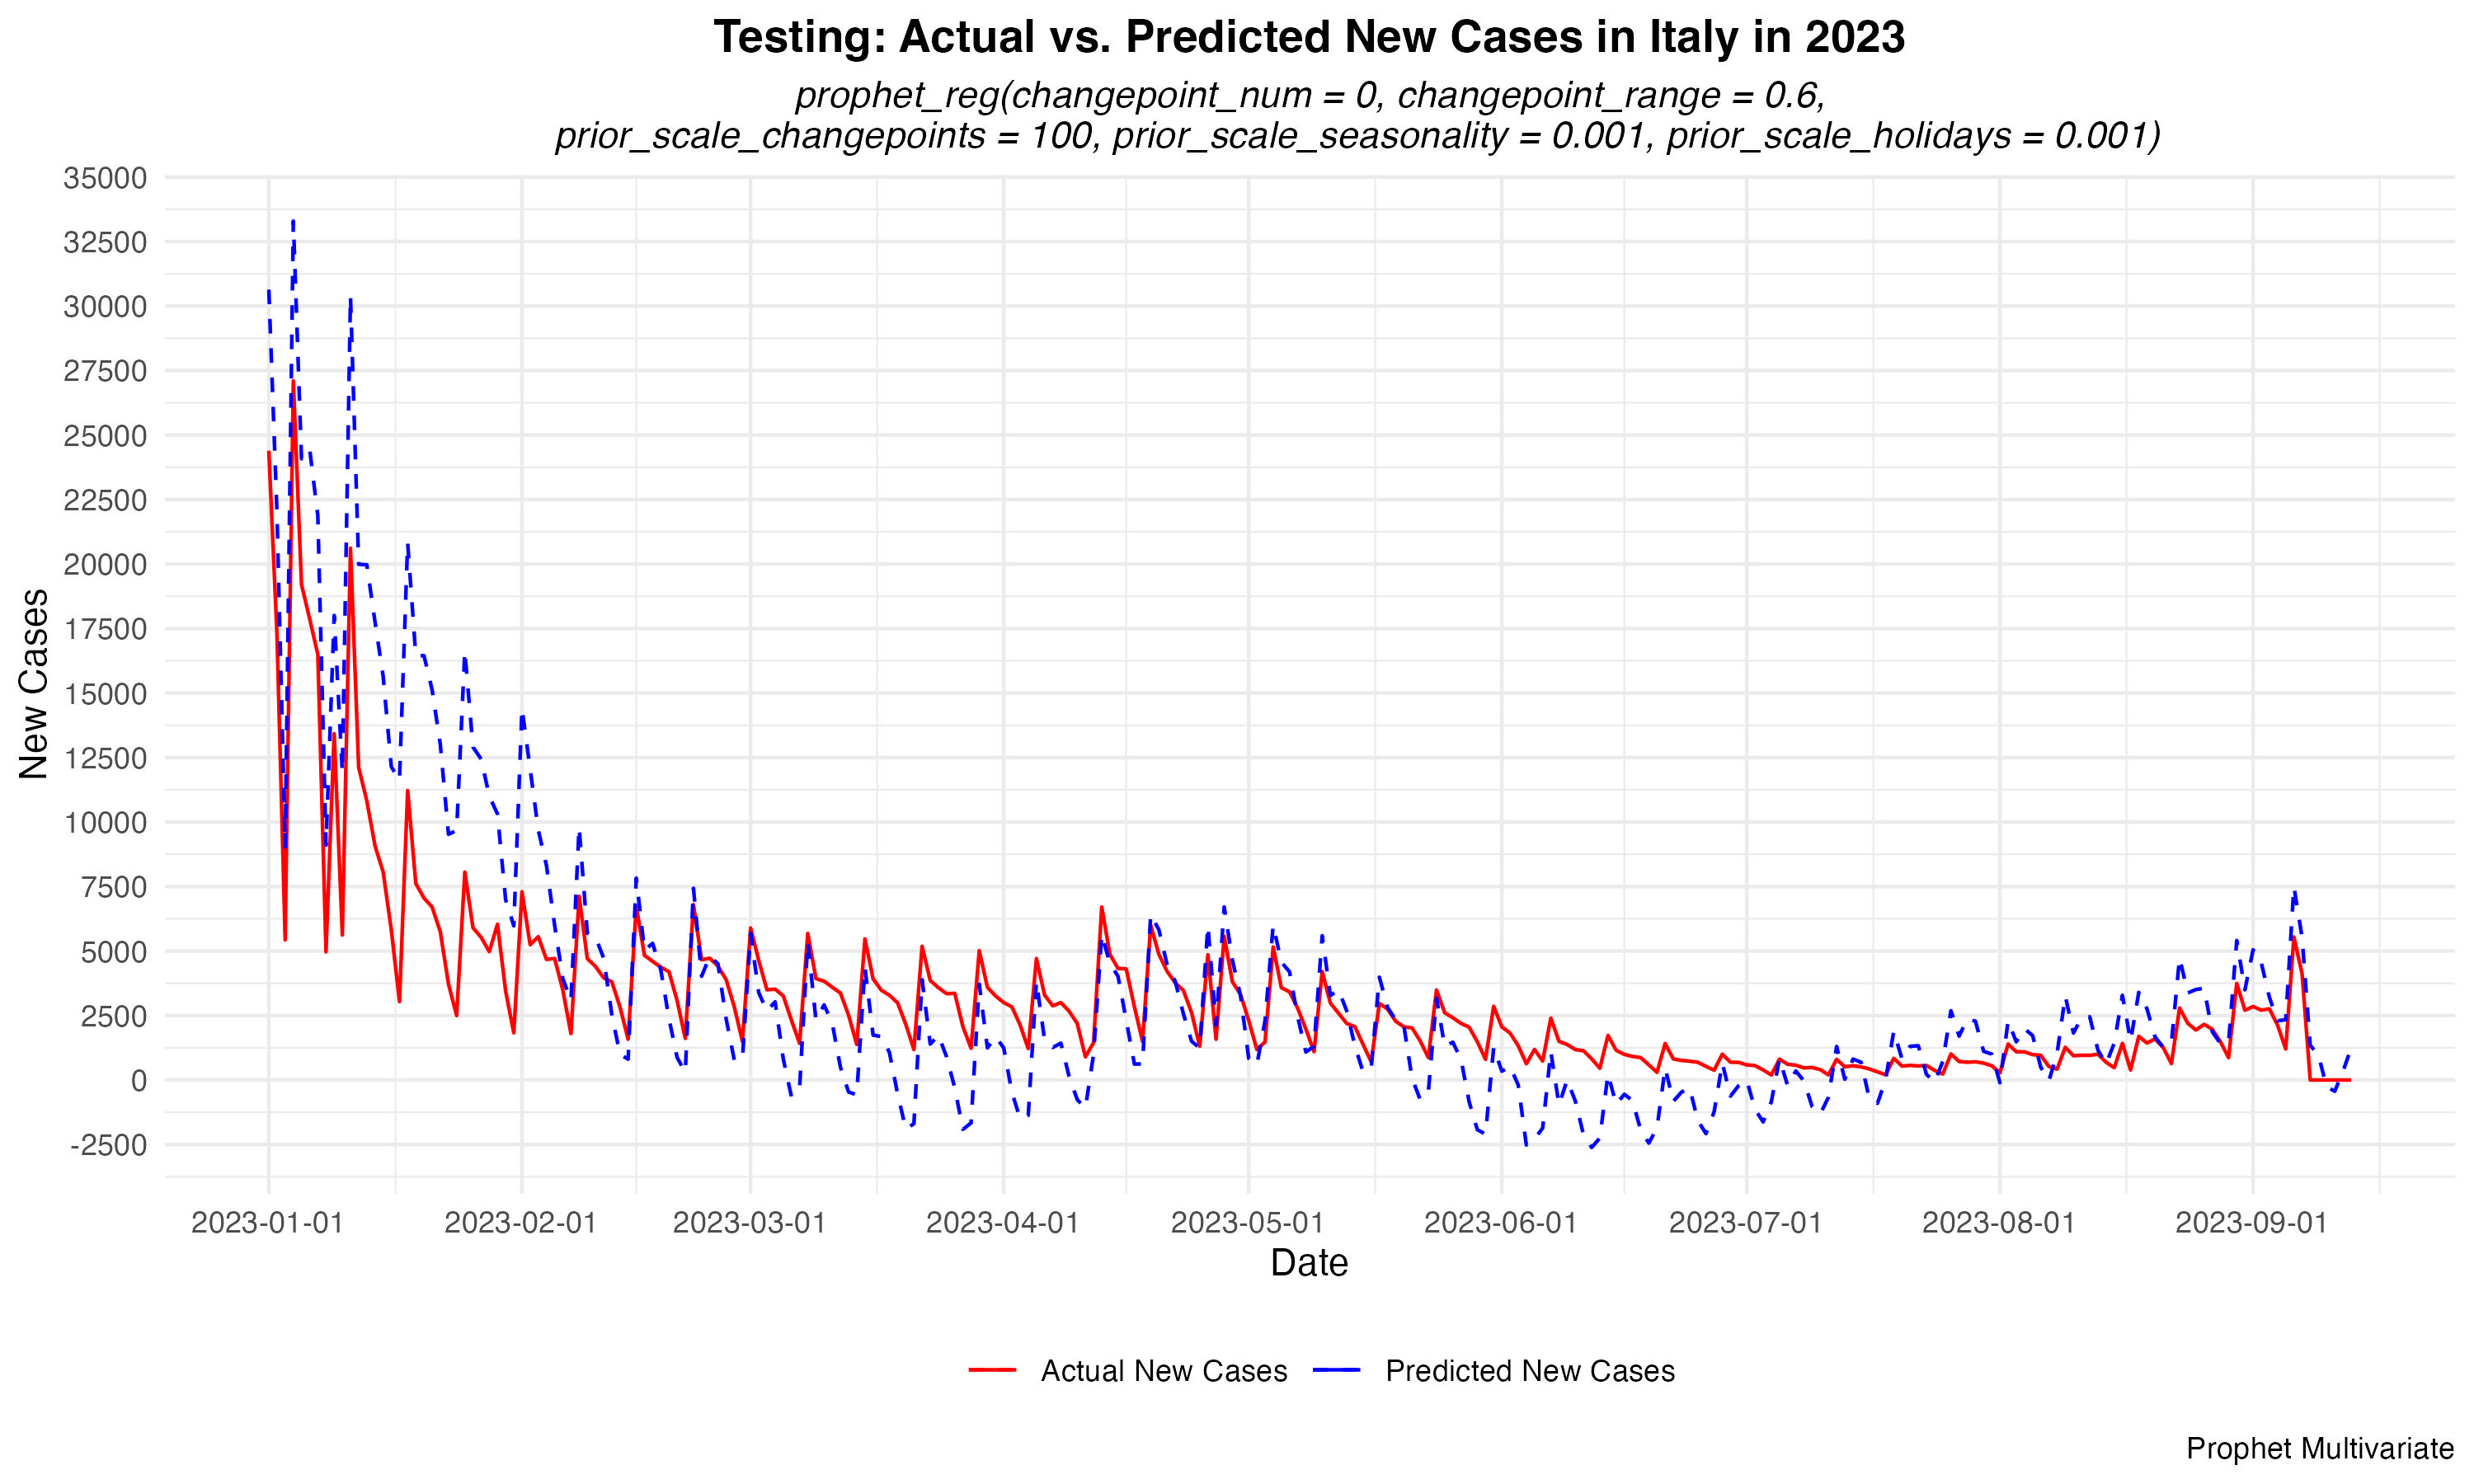 Testing: Actual vs. Predicted New Cases in Italy in 2023
prophet_reg(changepoint_num = 0, changepoint_range = 0.6,
prior_scale_changepoints = 100, prior_scale_seasonality = 0.001, prior_scale_holidays = 0.001)
New Cases
35000
32500
30000
27500
25000
22500
20000
17500
15000
12500
10000
7500
5000
2500
0
-2500
2023-01-01 2023-02-01 2023-03-01 2023-04-01 2023-05-01 2023-06-01 2023-07-01 2023-08-01 2023-09-01
Date
Actual New Cases Predicted New Cases
Prophet Multivariate